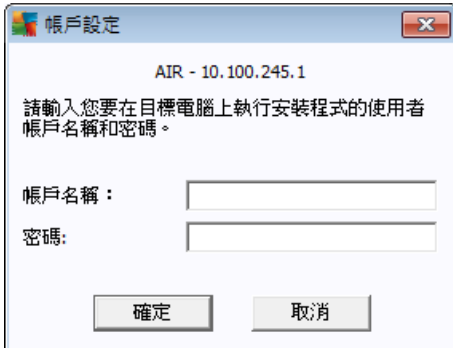 帳戶設定
AIR - 10.100.245.1
請輸入您要在目標電腦上執行安裝程式的使用者
帳戶名稱和密碼。
帳戶名稱：
密碼:
確定
取消